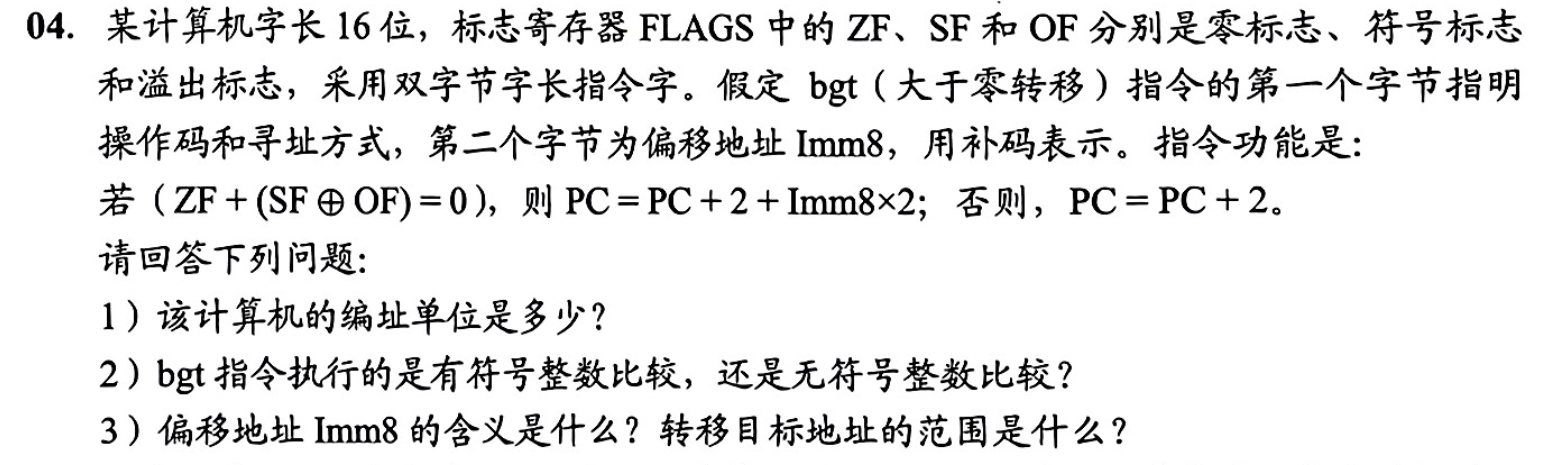 04. 某计算机字长 16 位，标志寄存器 FLAGS 中的 ZF、SF 和 OF 分别是零标志、符号标志
和溢出标志，采用双字节字长指令字。假定 bgt（大于零转移）指令的第一个字节指明
操作码和寻址方式，第二个字节为偏移地址 Imm8，用补码表示。指令功能是：
若（ZF + (SF ⊕ OF) = 0），则 PC = PC + 2 + Imm8×2；否则，PC = PC + 2。
请回答下列问题：
1）该计算机的编址单位是多少？
2）bgt 指令执行的是有符号整数比较，还是无符号整数比较？
3）偏移地址 Imm8 的含义是什么？转移目标地址的范围是什么？